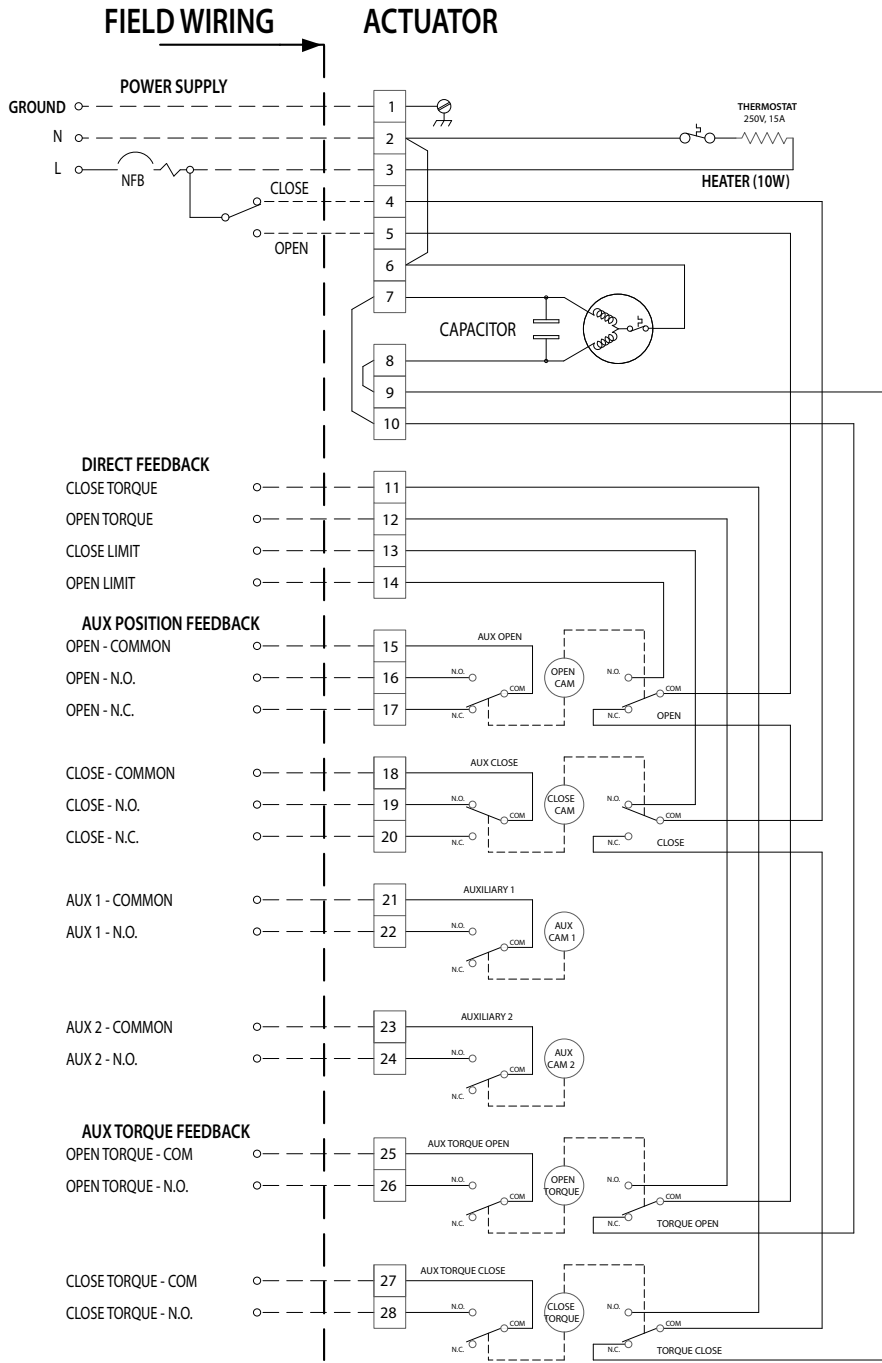 FIELD WIRING ACTUATOR
POWER SUPPLY
GROUND 1
THERMOSTAT
250V, 15A
N 2
L NFB 3
HEATER (10W)
CLOSE 4
OPEN 5
6
7
CAPACITOR
8
9
10
DIRECT FEEDBACK
CLOSE TORQUE 11
OPEN TORQUE 12
CLOSE LIMIT 13
OPEN LIMIT 14
AUX POSITION FEEDBACK
OPEN - COMMON 15 AUX OPEN
OPEN - N.O. 16 N.O. COM OPEN CAM N.O. COM
OPEN - N.C. 17 N.C. N.C. OPEN
CLOSE - COMMON 18 AUX CLOSE
CLOSE - N.O. 19 N.O. COM CLOSE CAM N.O. COM
CLOSE - N.C. 20 N.C. N.C. CLOSE
AUX 1 - COMMON 21 AUXILIARY 1
AUX 1 - N.O. 22 N.O. COM AUX CAM 1
N.C.
AUX 2 - COMMON 23 AUXILIARY 2
AUX 2 - N.O. 24 N.O. COM AUX CAM 2
N.C.
AUX TORQUE FEEDBACK
OPEN TORQUE - COM 25 AUX TORQUE OPEN
OPEN TORQUE - N.O. 26 N.O. COM OPEN TORQUE N.O. COM
N.C. N.C. TORQUE OPEN
CLOSE TORQUE - COM 27 AUX TORQUE CLOSE
CLOSE TORQUE - N.O. 28 N.O. COM CLOSE TORQUE N.O. COM
N.C. N.C. TORQUE CLOSE